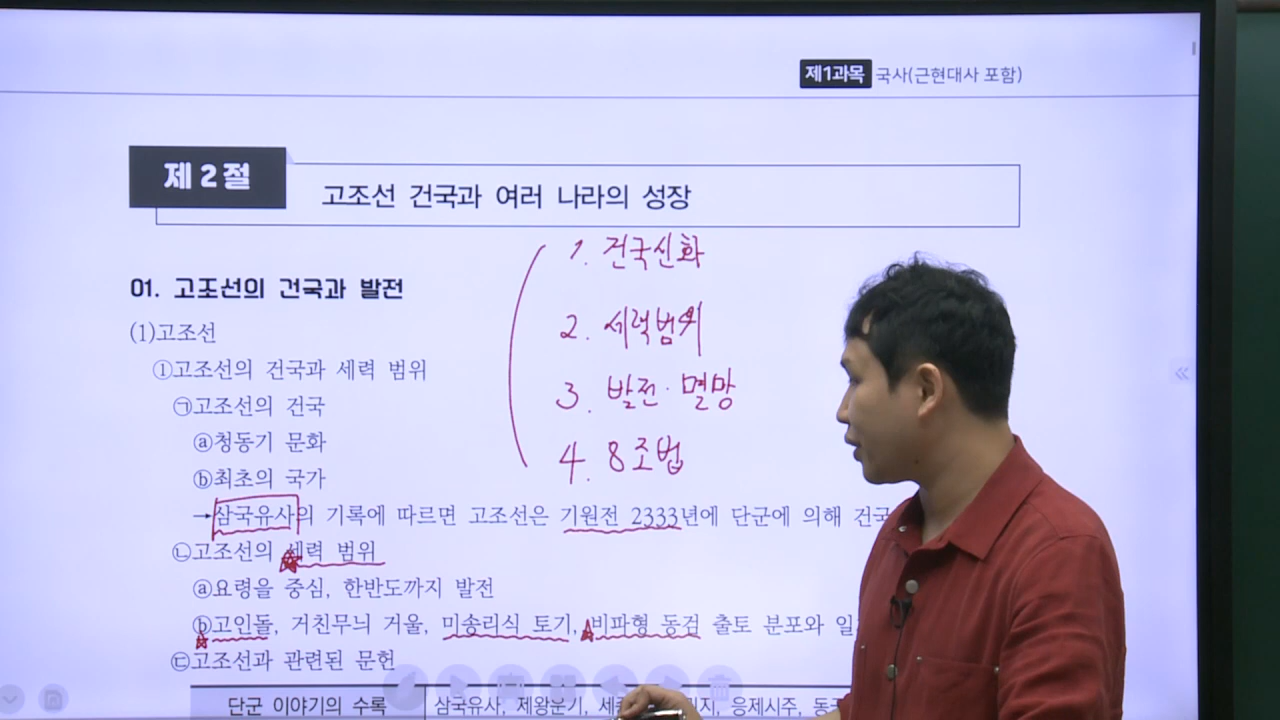 제1과목 국사(근현대사 포함)
제2절
고조선 건국과 여러 나라의 성장
1. 건국신화
2. 세력범위
3. 발전·멸망
4. 8조법
01. 고조선의 건국과 발전
(1)고조선
①고조선의 건국과 세력 범위
㉠고조선의 건국
ⓐ청동기 문화
ⓑ최초의 국가
→삼국유사의 기록에 따르면 고조선은 기원전 2333년에 단군에 의해 건국
㉡고조선의 세력 범위
ⓐ요령을 중심, 한반도까지 발전
ⓑ고인돌, 거친무늬 거울, 미송리식 토기, 비파형 동검 출토 분포와 일
㉢고조선과 관련된 문헌
단군 이야기의 수록 삼국유사, 제왕운기, 응제시주,